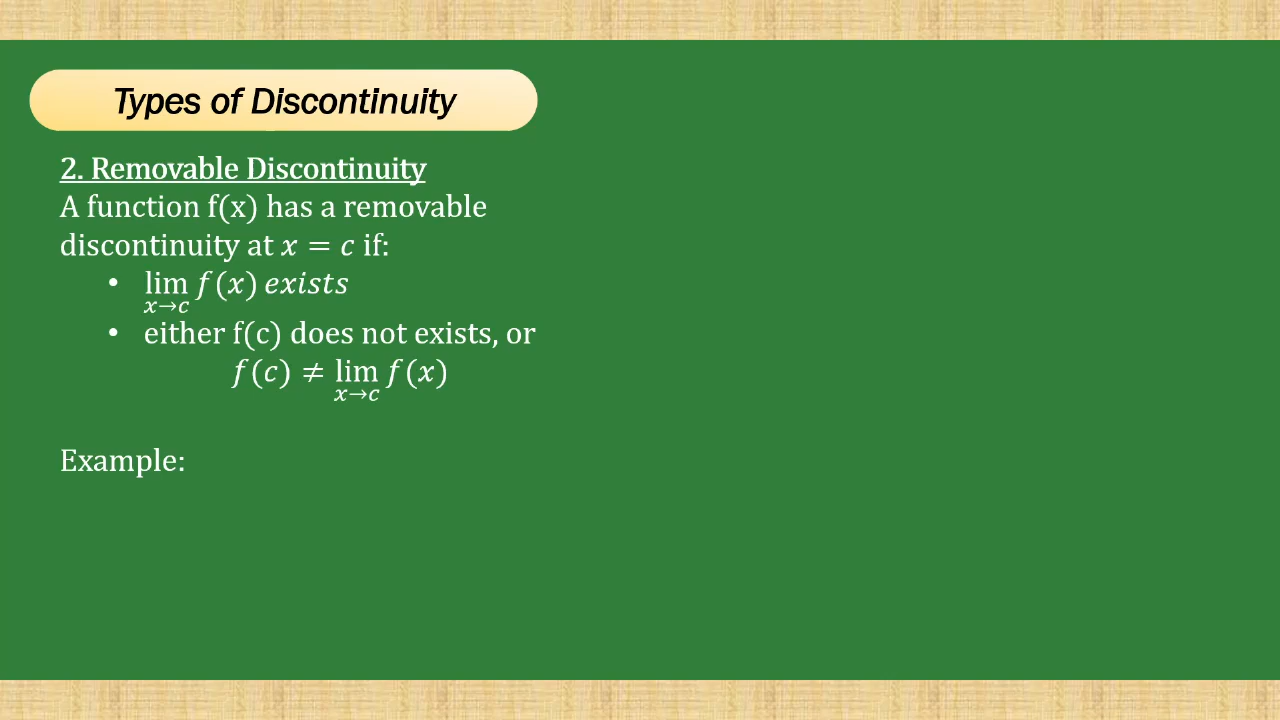 Types of Discontinuity
2. Removable Discontinuity
A function f(x) has a removable
discontinuity at x = c if:
• lim f(x) exists
x→c
• either f(c) does not exists, or
f(c) ≠ lim f(x)
x→c
Example: